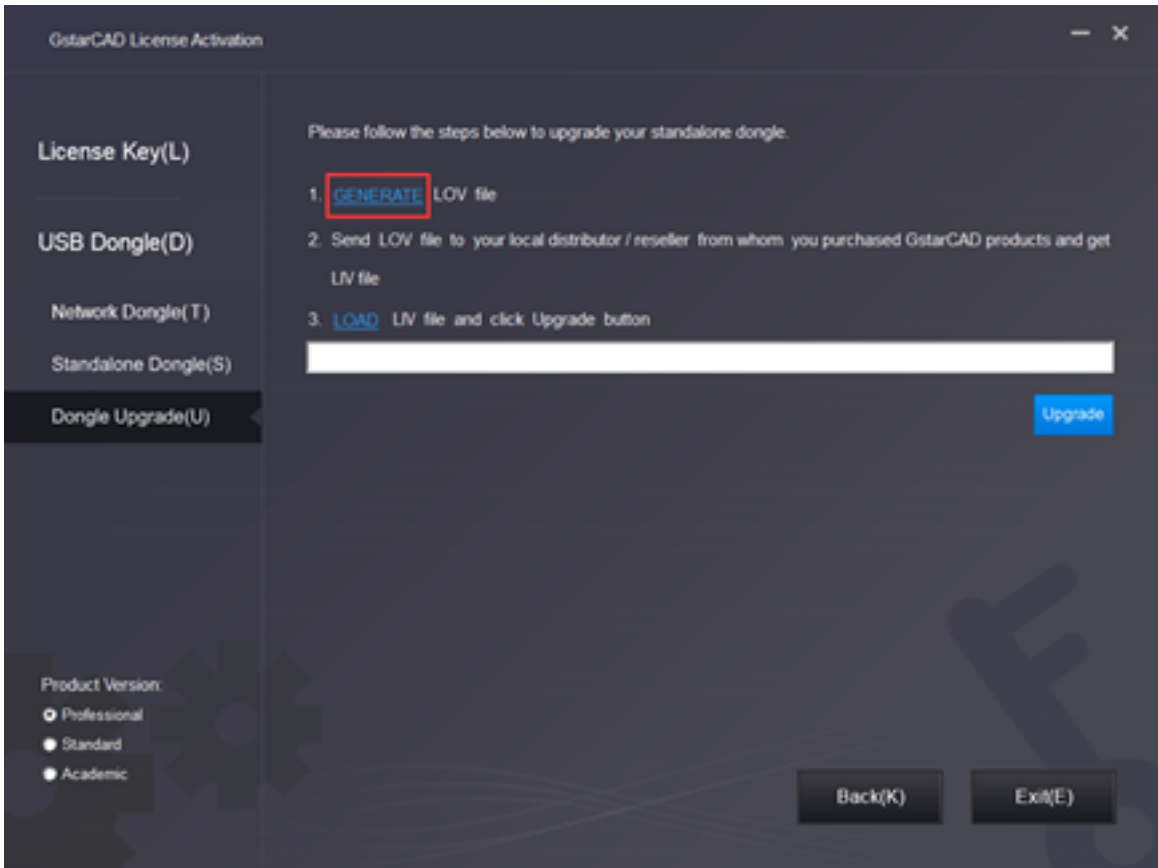 GstarCAD License Activation
License Key(L)
USB Dongle(D)
Network Dongle(T)
Standalone Dongle(S)
Dongle Upgrade(U)
Please follow the steps below to upgrade your standalone dongle.
1. GENERATE LOV file
2. Send LOV file to your local distributor / reseller from whom you purchased GstarCAD products and get
LIV file
3. LOAD LIV file and click Upgrade button
Upgrade
Product Version:
Professional
Standard
Academic
Back(K)
Exit(E)